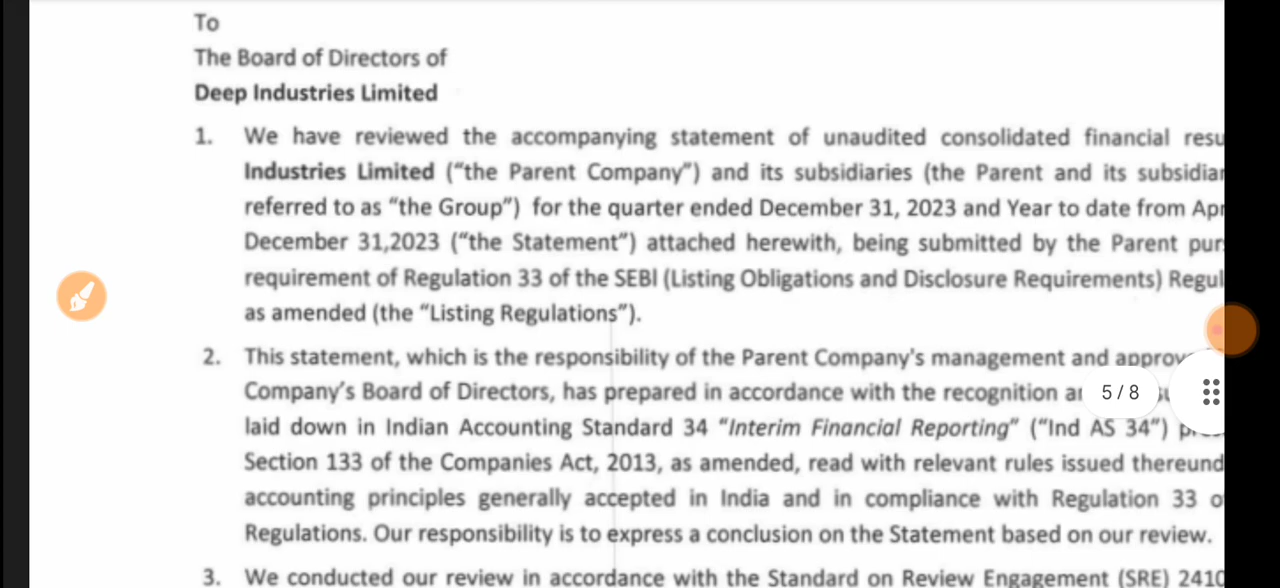 To
The Board of Directors of
Deep Industries Limited
1. We have reviewed the accompanying statement of unaudited consolidated financial resu
Industries Limited (“the Parent Company”) and its subsidiaries (the Parent and its subsidiar
referred to as “the Group”) for the quarter ended December 31, 2023 and Year to date from Apr
December 31,2023 (“the Statement”) attached herewith, being submitted by the Parent pur
requirement of Regulation 33 of the SEBI (Listing Obligations and Disclosure Requirements) Regul
as amended (the “Listing Regulations”).
2. This statement, which is the responsibility of the Parent Company’s management and approv
Company’s Board of Directors, has prepared in accordance with the recognition
5/8
laid down in Indian Accounting Standard 34 “Interim Financial Reporting” (“Ind AS 34”)
Section 133 of the Companies Act, 2013, as amended, read with relevant rules issued thereund
accounting principles generally accepted in India and in compliance with Regulation 33 o
Regulations. Our responsibility is to express a conclusion on the Statement based on our review.
3. We conducted our review in accordance with the Standard on Review Engagement (SRE) 2410